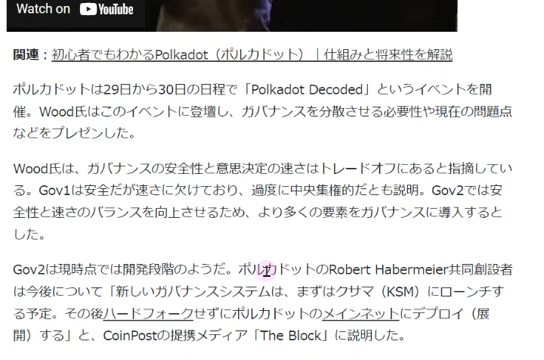 Watch on YouTube
関連：初心者でもわかるPolkadot（ポルカドット）｜仕組みと将来性を解説
ポルカドットは29日から30日の日程で「Polkadot Decoded」というイベントを開
催。Wood氏はこのイベントに登壇し、ガバナンスを分散させる必要性や現在の問題点
などをプレゼンした。
Wood氏は、ガバナンスの安全性と意思決定の速さはトレードオフにあると指摘してい
る。Gov1は安全だが速さに欠けており、過度に中央集権的だとも説明。Gov2では安
全性と速さのバランスを向上させるため、より多くの要素をガバナンスに導入すると
した。
Gov2は現時点では開発段階のようだ。ポルカドットのRobert Habermeier共同創設者
は今後について「新しいガバナンスシステムは、まずはクサマ（KSM）にローンチす
る予定。その後ハードフォークせずにポルカドットのメインネットにデプロイ（展
開）する」と、CoinPostの提携メディア「The Block」に説明した。